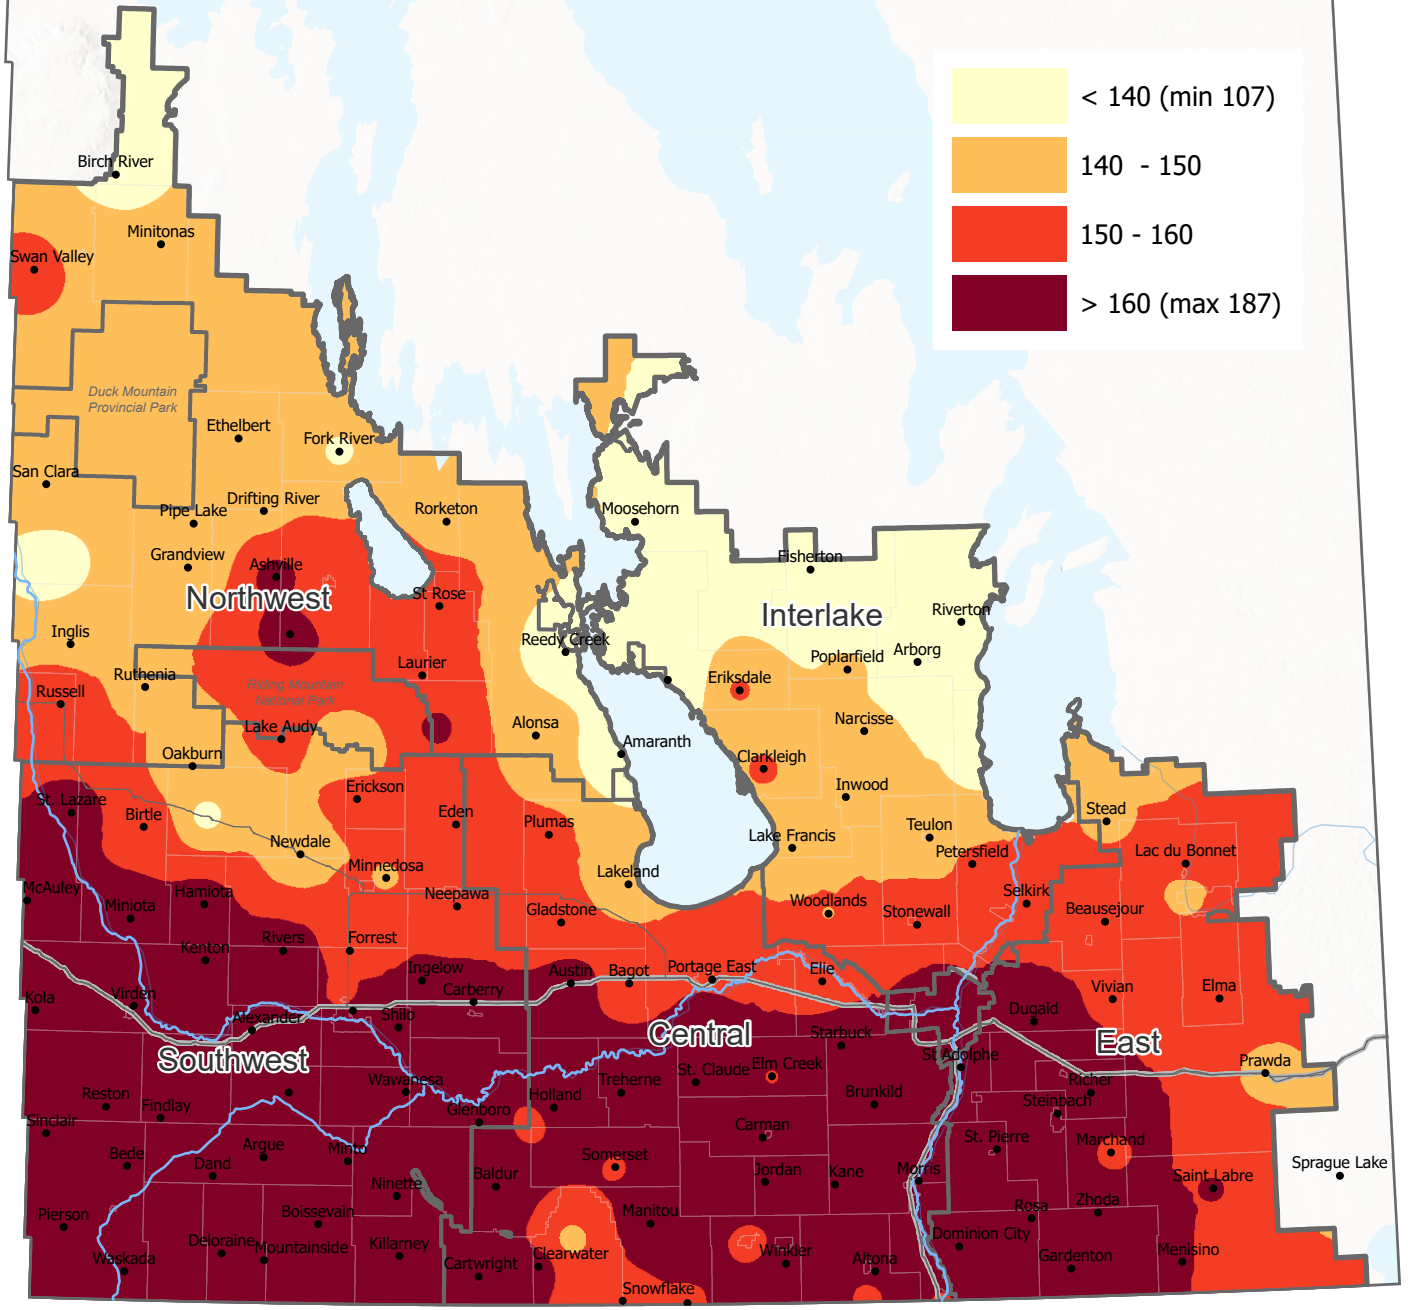 < 140 (min 107)
140 - 150
150 - 160
> 160 (max 187)
Birch River
Minitonas
Swan Valley
Duck Mountain
Provincial Park
Ethelbert
Fork River
San Clara
Drifting River
Pipe Lake
Rorketon
Moosehorn
Grandview
Ashville
Fisherton
Northwest
St Rose
Interlake
Riverton
Inglis
Reedy Creek
Arborg
Poplarfield
Laurier
Ruthenia
Eriksdale
Russell
Riding Mountain
National Park
Lake Audy
Alonsa
Narcisse
Amaranth
Oakburn
Clarkleigh
Erickson
Inwood
St. Lazare
Birtle
Eden
Plumas
Stead
Newdale
Lake Francis
Teulon
Petersfield
Lac du Bonnet
Minnedosa
Lakeland
McAuley
Hamiota
Neepawa
Selkirk
Miniota
Gladstone
Woodlands
Stonewall
Beausejour
Kenton
Rivers
Forrest
Ingelow
Austin
Bagot
Portage East
Elie
Kola
Virden
Carberry
Vivian
Elma
Alexander
Shilo
Dugald
Central
Starbuck
East
Southwest
St Adolphe
Prawda
Wawanesa
Treherne
St. Claude
Elm Creek
Richer
Reston
Findlay
Holland
Brunkild
Steinbach
Sinclair
Glenboro
Carman
St. Pierre
Marchand
Bede
Dand
Argue
Minto
Somerset
Sprague Lake
Ninette
Baldur
Jordan
Kane
Morris
Saint Labre
Pierson
Boissevain
Manitou
Rosa
Zhoda
Waskada
Deloraine
Mountainside
Killarney
Cartwright
Clearwater
Winkler
Altona
Dominion City
Gardenton
Menisino
Snowflake